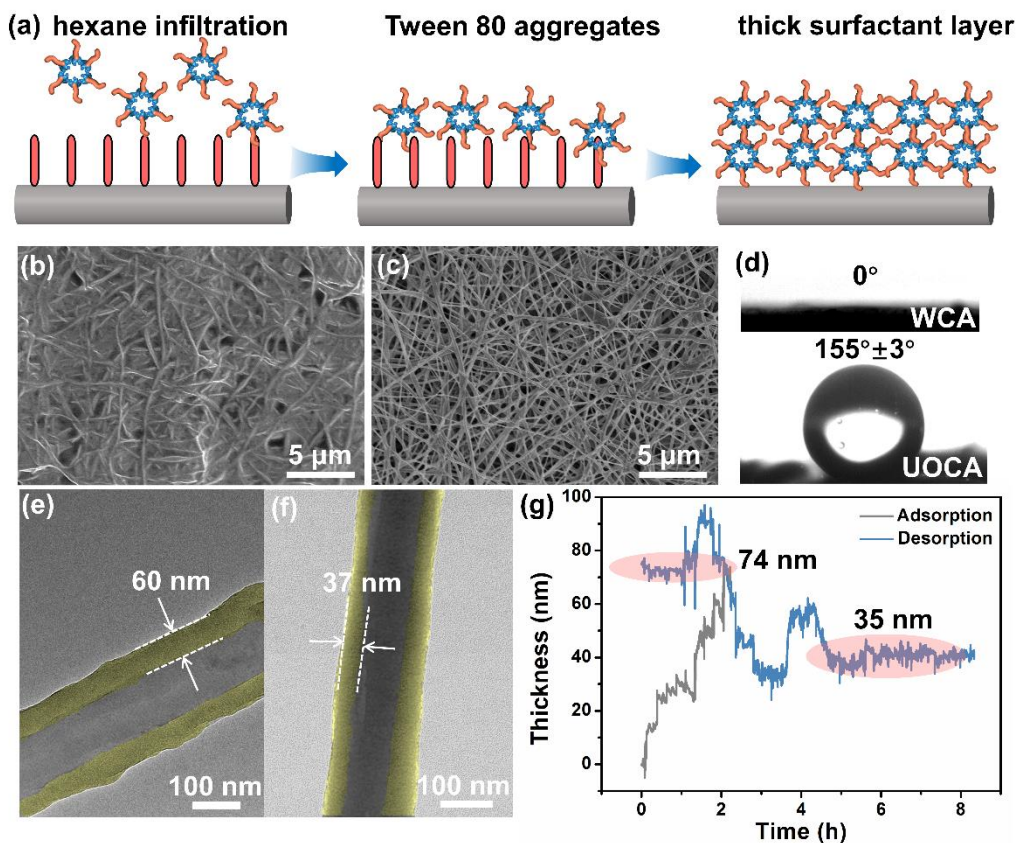 (a) hexane infiltration
Tween 80 aggregates
thick surfactant layer
(b)
5 μm
(c)
5 μm
(d)
0°
WCA
155°±3°
UOCA
(e)
60 nm
100 nm
(f)
37 nm
100 nm
(g)
100
80
60
40
20
0
Thickness (nm)
Adsorption
Desorption
74 nm
35 nm
0
2
4
6
8
Time (h)